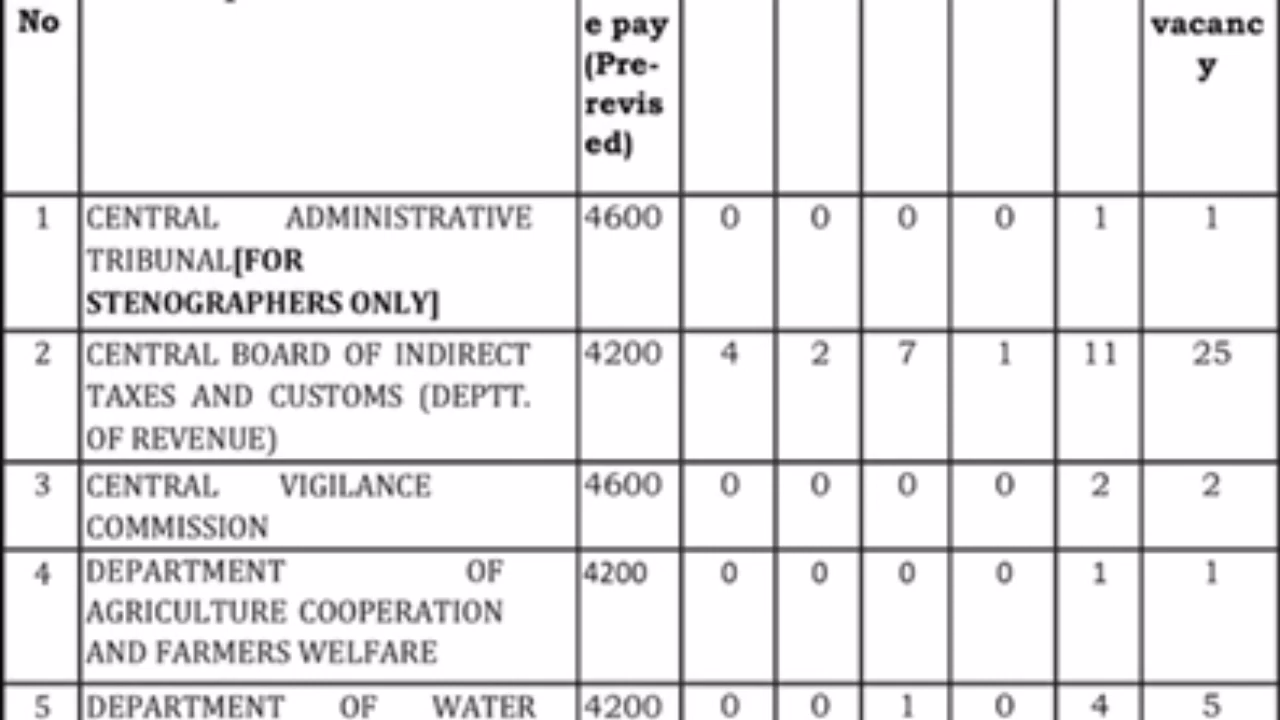 No
e pay
(Pre-
revis
ed)
vacanc
y
1 CENTRAL ADMINISTRATIVE 4600 0 0 0 0 1 1
TRIBUNAL[FOR
STENOGRAPHERS ONLY]
2 CENTRAL BOARD OF INDIRECT 4200 4 2 7 1 11 25
TAXES AND CUSTOMS (DEPTT.
OF REVENUE)
3 CENTRAL VIGILANCE 4600 0 0 0 0 2 2
COMMISSION
4 DEPARTMENT OF 4200 0 0 0 0 1 1
AGRICULTURE COOPERATION
AND FARMERS WELFARE
5 DEPARTMENT OF WATER 4200 0 0 1 0 4 5